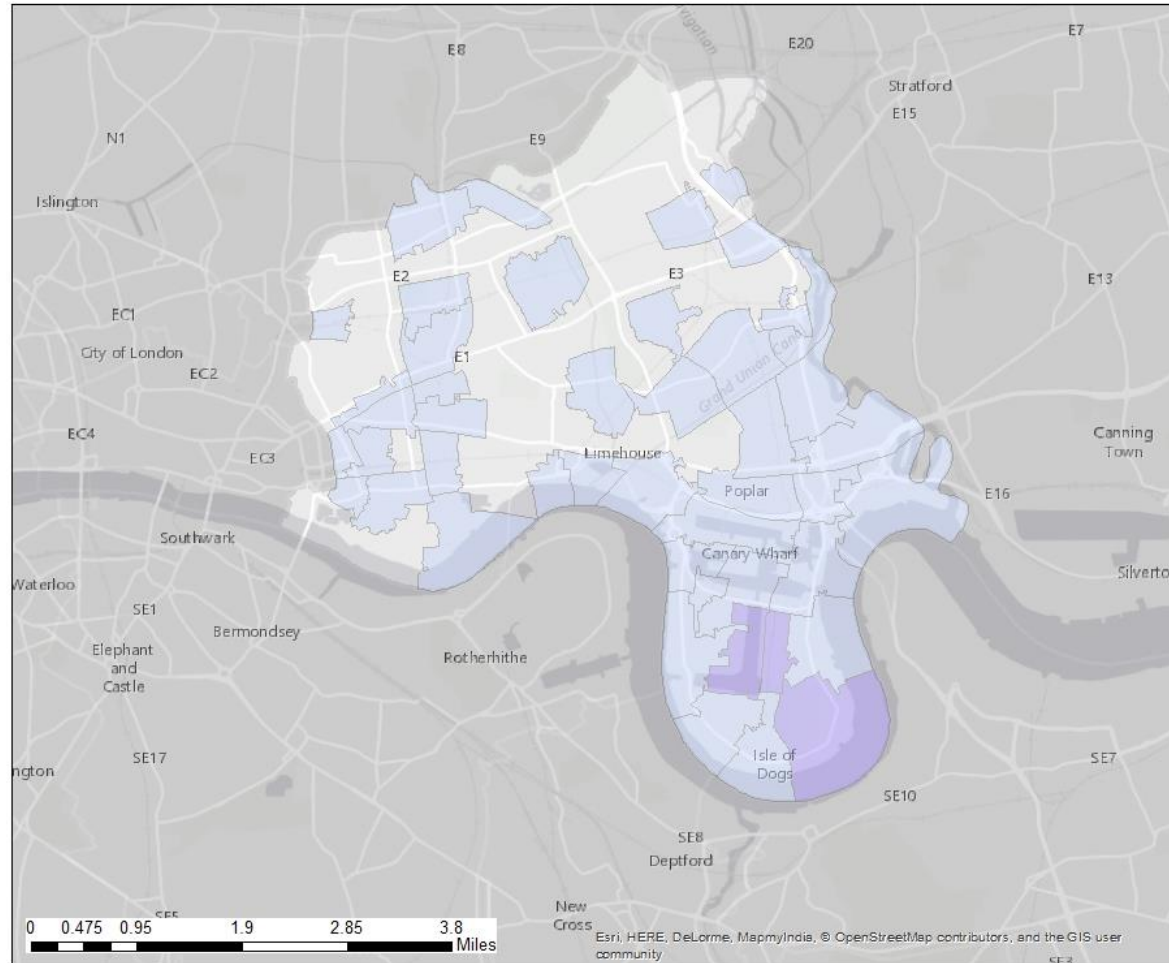 E8
E20
E7
Stratford
E15
N1
E9
Islington
E2
E3
E13
EC1
City of London
EC2
E1
Grand Union
EC4
EC3
Limehouse
Canning
Town
Poplar
E16
Southwark
Canary Wharf
Waterloo
Silverto
SE1
Bermondsey
Elephant
and
Castle
Rotherhithe
SE17
ngton
Isle of
Dogs
SE7
SE10
SE8
Deptford
New
Cross
0 0.475 0.95 1.9 2.85 3.8
Miles
Esri, HERE, DeLorme, MapmyIndia, © OpenStreetMap contributors, and the GIS user
community